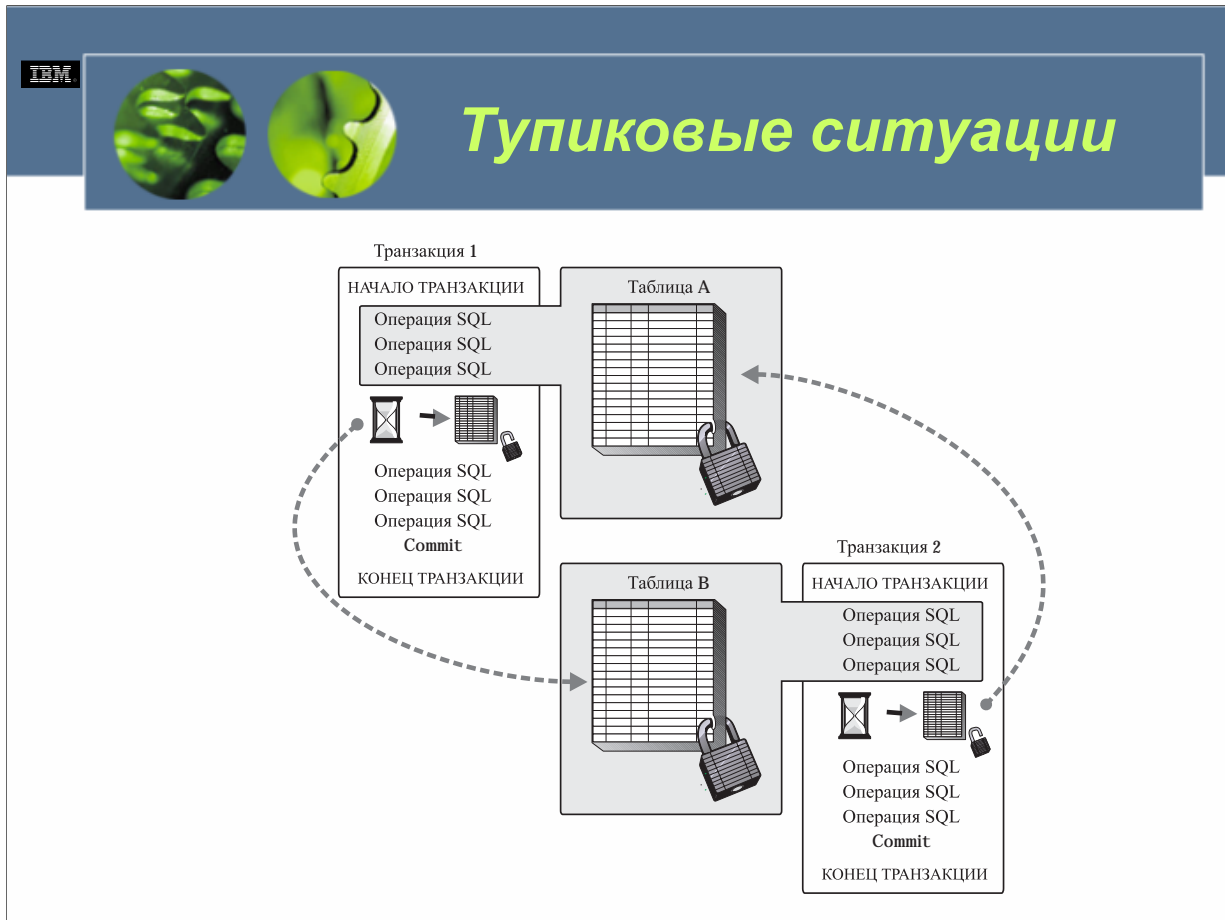 IBM
Тупиковые ситуации
Транзакция 1
НАЧАЛО ТРАНЗАКЦИИ
Операция SQL
Операция SQL
Операция SQL
Операция SQL
Операция SQL
Операция SQL
Commit
КОНЕЦ ТРАНЗАКЦИИ
Таблица A
Таблица B
Транзакция 2
НАЧАЛО ТРАНЗАКЦИИ
Операция SQL
Операция SQL
Операция SQL
Операция SQL
Операция SQL
Операция SQL
Commit
КОНЕЦ ТРАНЗАКЦИИ